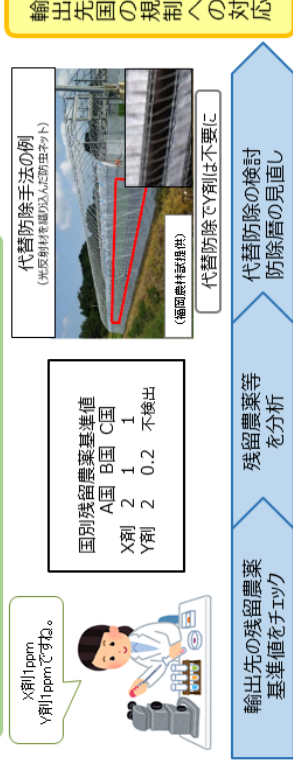 X剤1ppm
Y剤1ppmですね。
国別残留農薬基準値
A国 B国 C国
X剤 2 1 1
Y剤 2 0.2 不検出
代替防除手法の例
(光反射材を織り込んだ防虫ネット)
(福岡農林試提供)
代替防除でY剤は不要に
輸出先の残留農薬
基準値をチェック
残留農薬等
を分析
代替防除の検討
防除暦の見直し
輸出先国の規制への対応